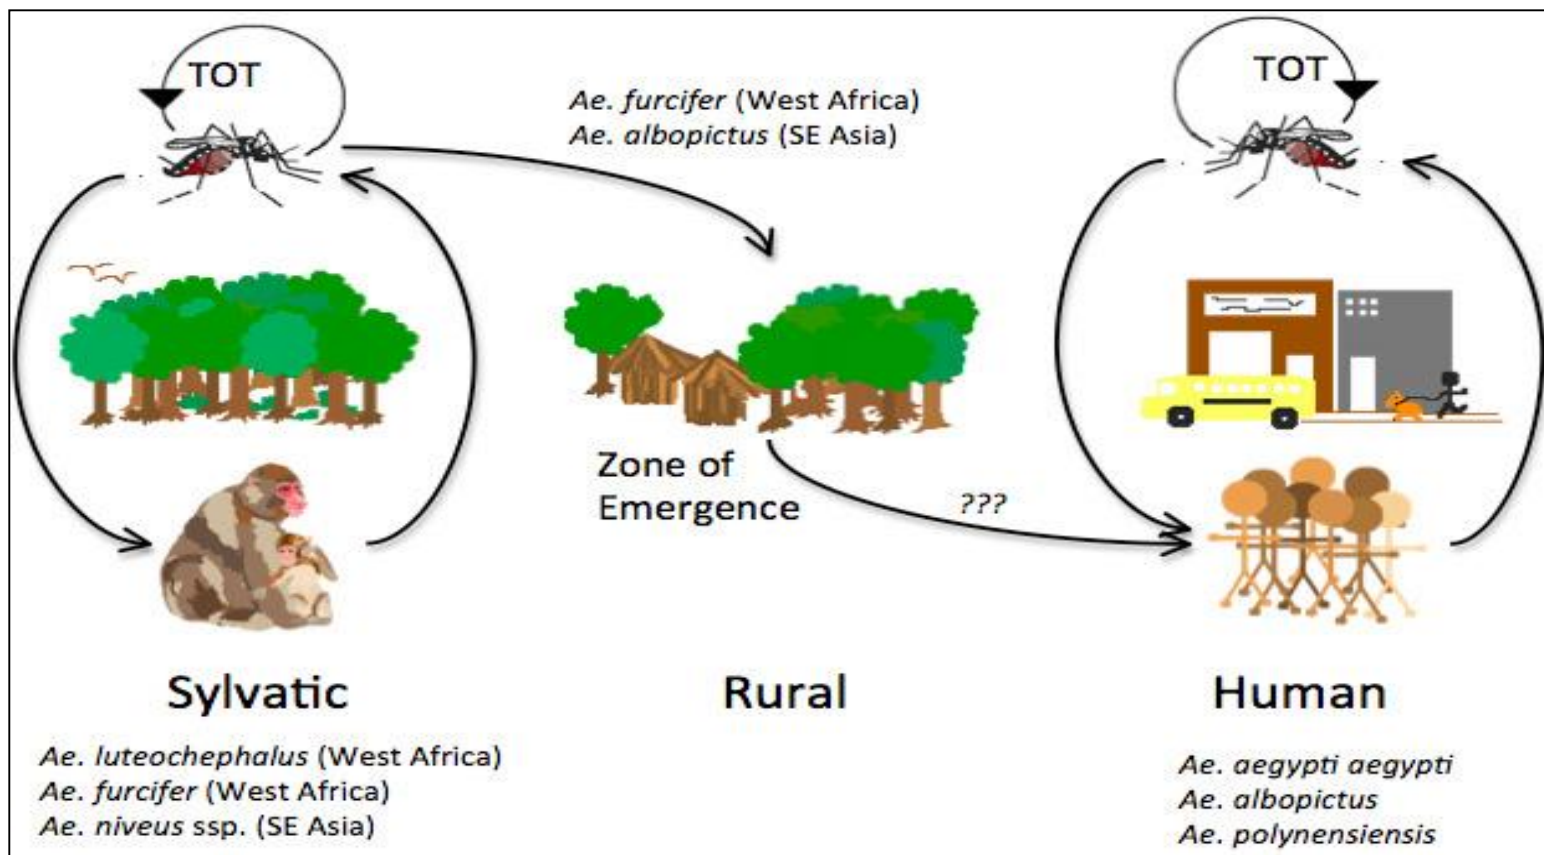 TOT
Ae. furcifer (West Africa)
Ae. albopictus (SE Asia)
TOT
Zone of
Emergence
???
Sylvatic
Rural
Human
Ae. luteochephalus (West Africa)
Ae. furcifer (West Africa)
Ae. niveus ssp. (SE Asia)
Ae. aegypti aegypti
Ae. albopictus
Ae. polynensiensis